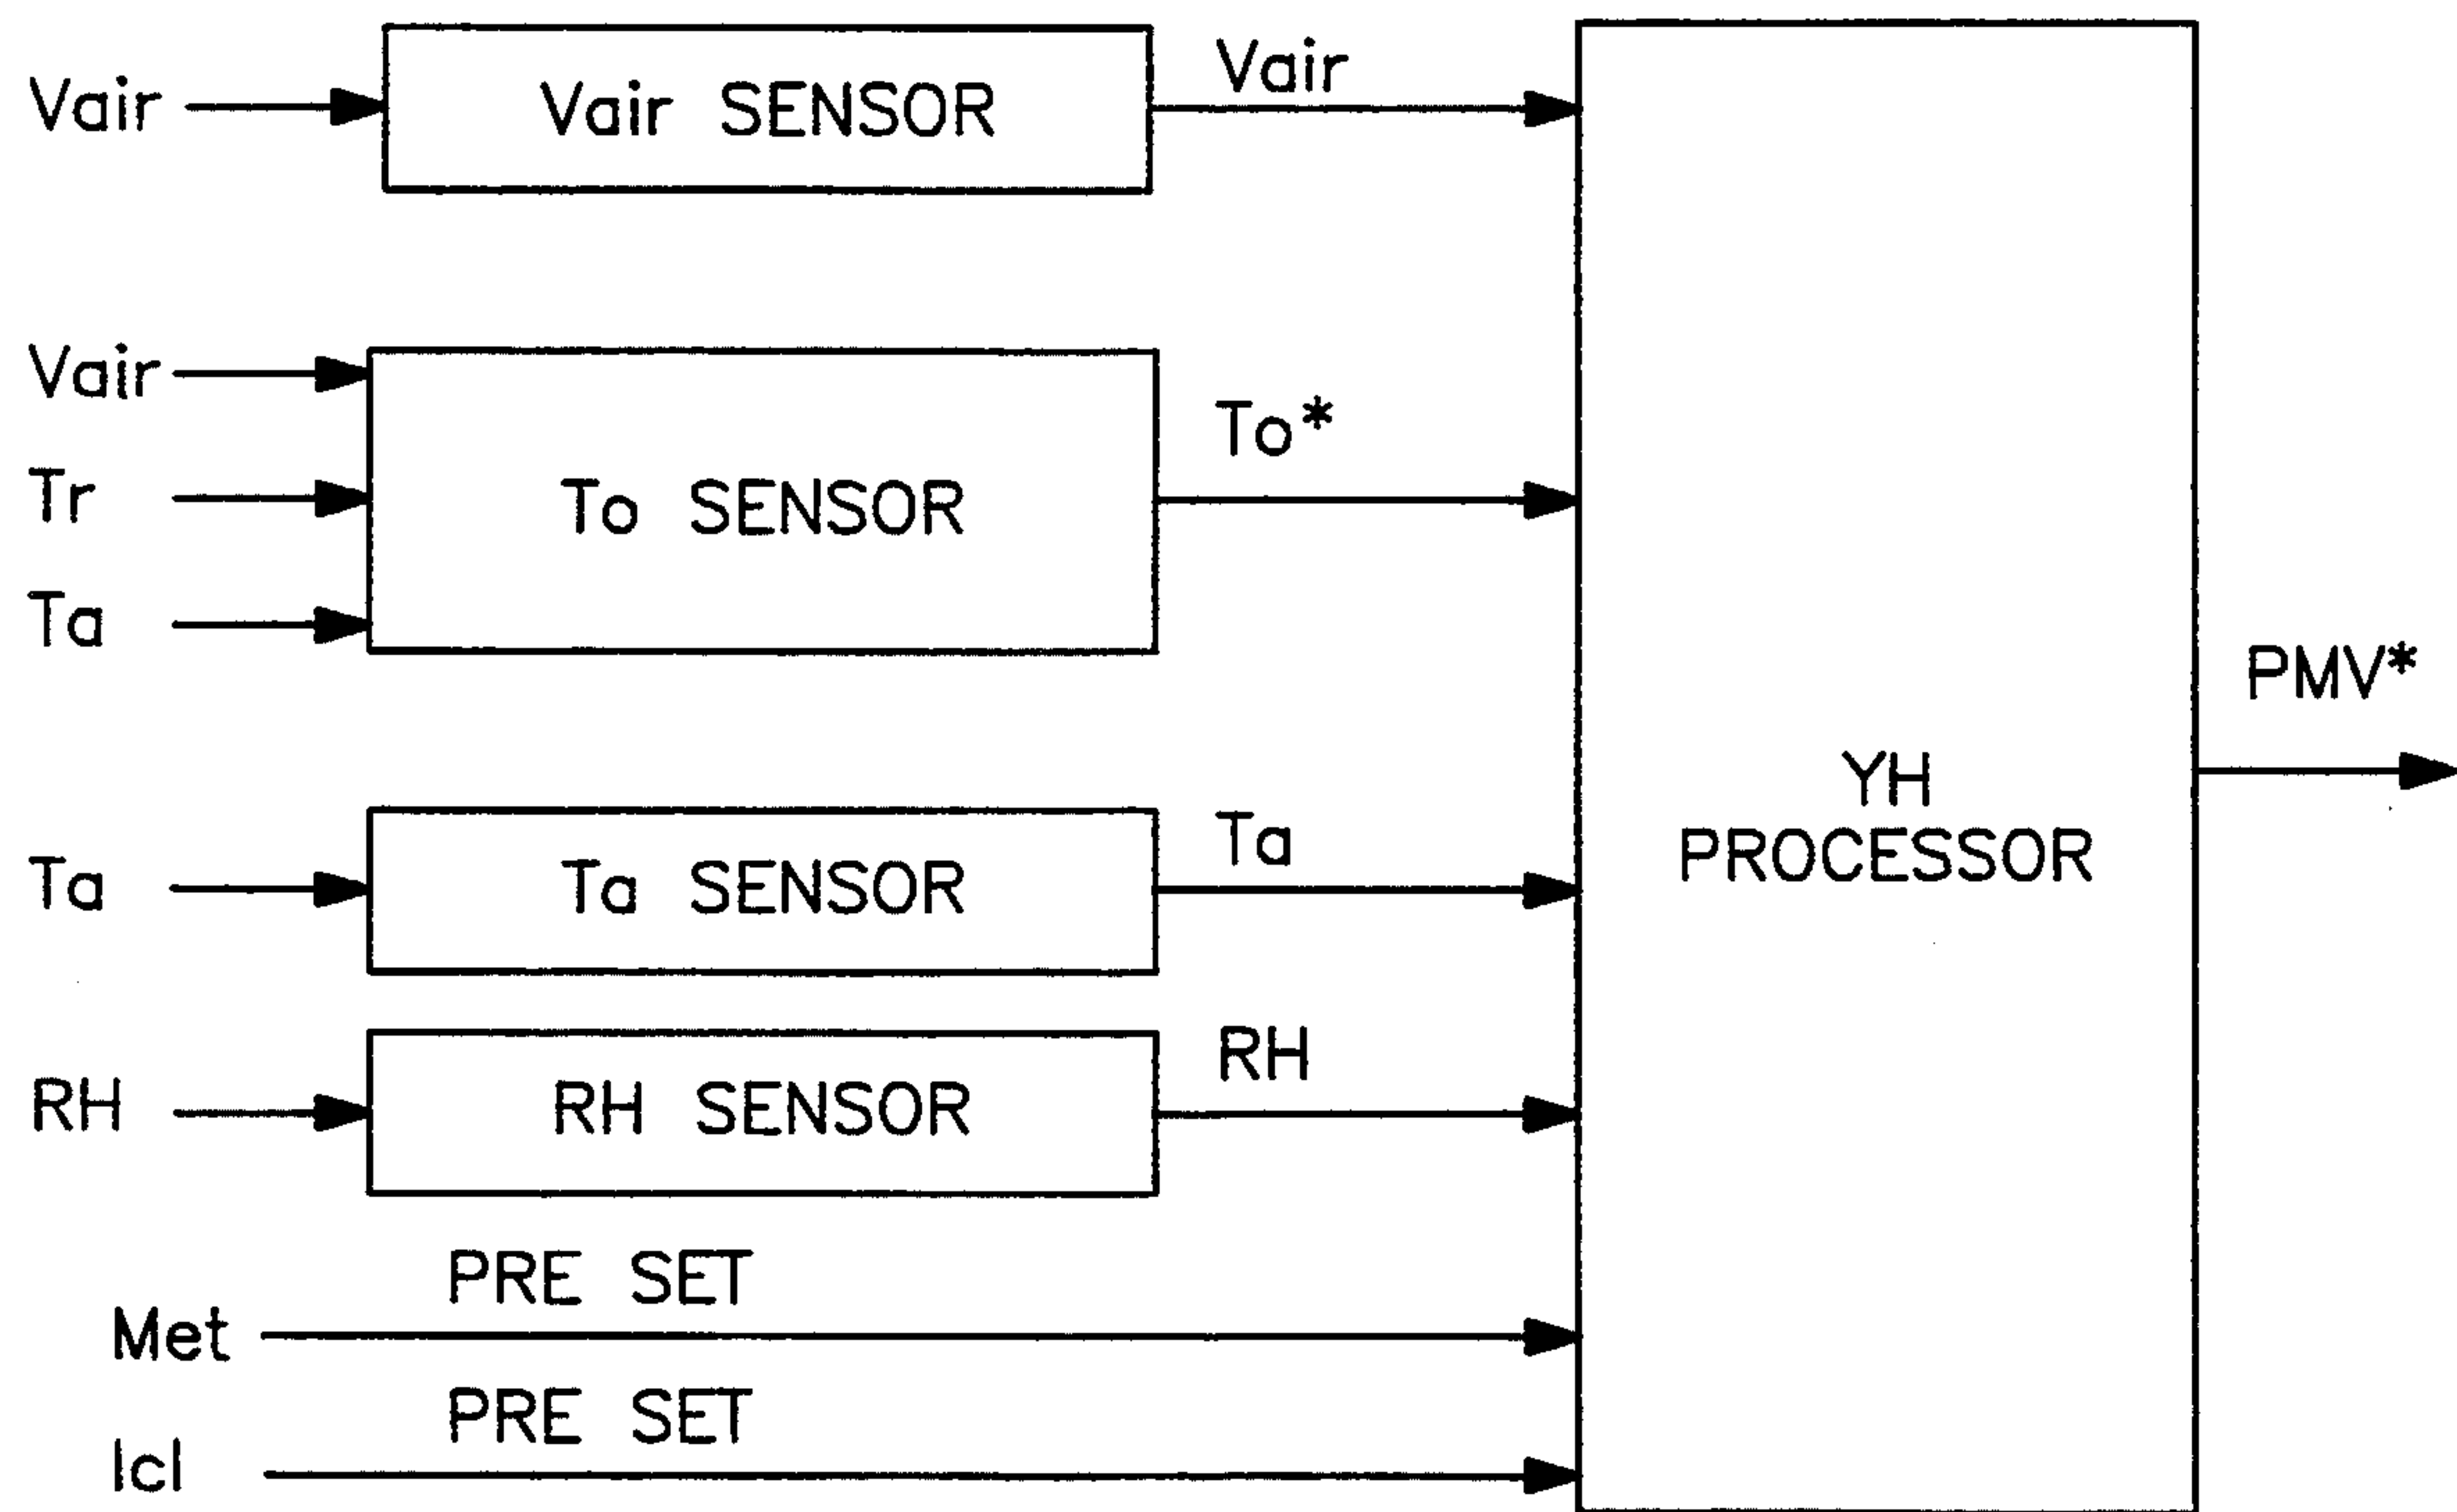 Vair
Vair SENSOR
Vair
Vair
Tr
Ta
To SENSOR
To*
Ta
Ta SENSOR
Ta
RH
RH SENSOR
RH
Met
PRE SET
Icl
PRE SET
YH
PROCESSOR
PMV*